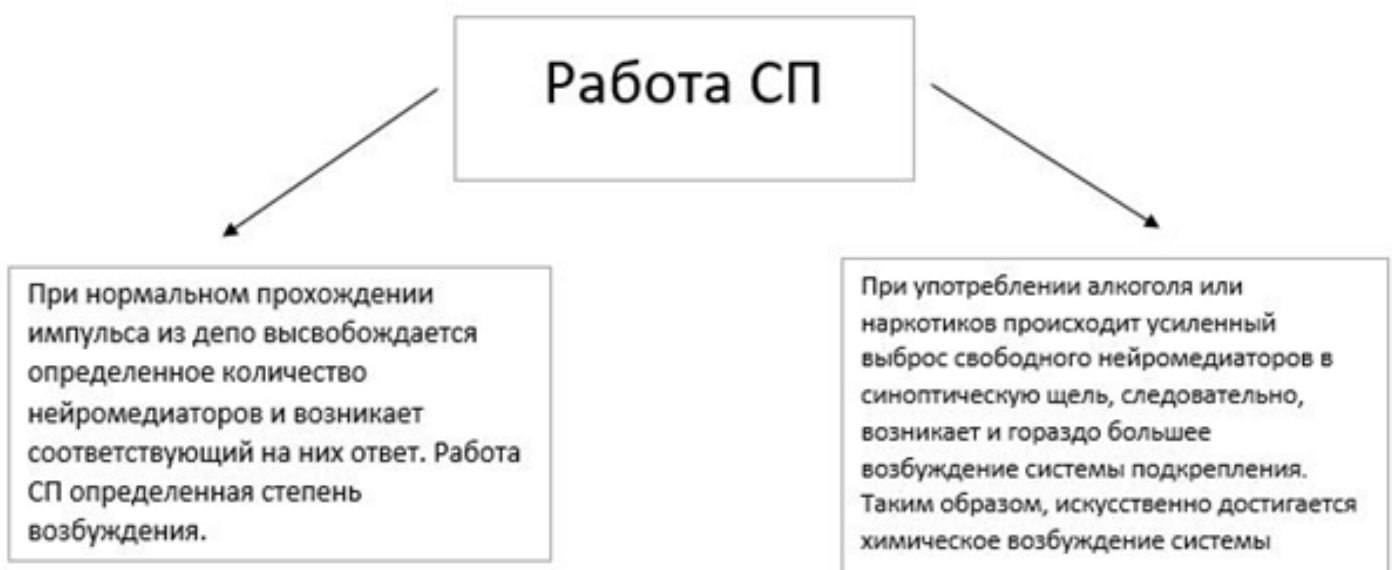 Работа СП
При нормальном прохождении
импульса из депо высвобождается
определенное количество
нейромедиаторов и возникает
соответствующий на них ответ. Работа
СП определенная степень
возбуждения.
При употреблении алкоголя или
наркотиков происходит усиленный
выброс свободного нейромедиаторов в
синоптическую щель, следовательно,
возникает и гораздо большее
возбуждение системы подкрепления.
Таким образом, искусственно достигается
химическое возбуждение системы